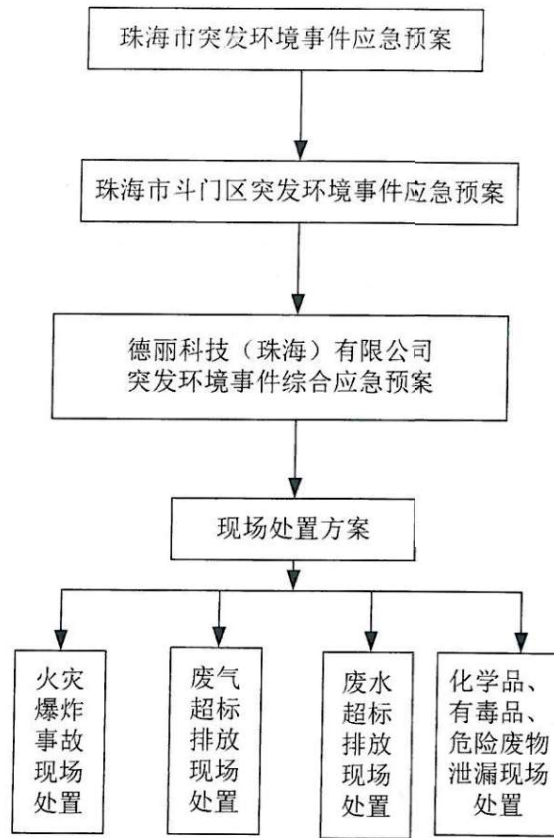 珠海市突发环境事件应急预案
珠海市斗门区突发环境事件应急预案
德丽科技（珠海）有限公司
突发环境事件综合应急预案
现场处置方案
火灾
爆炸
事故
现场
处置
废气
超标
排放
现场
处置
废水
超标
排放
现场
处置
化学品、
有毒品、
危险废物
泄漏现场
处置